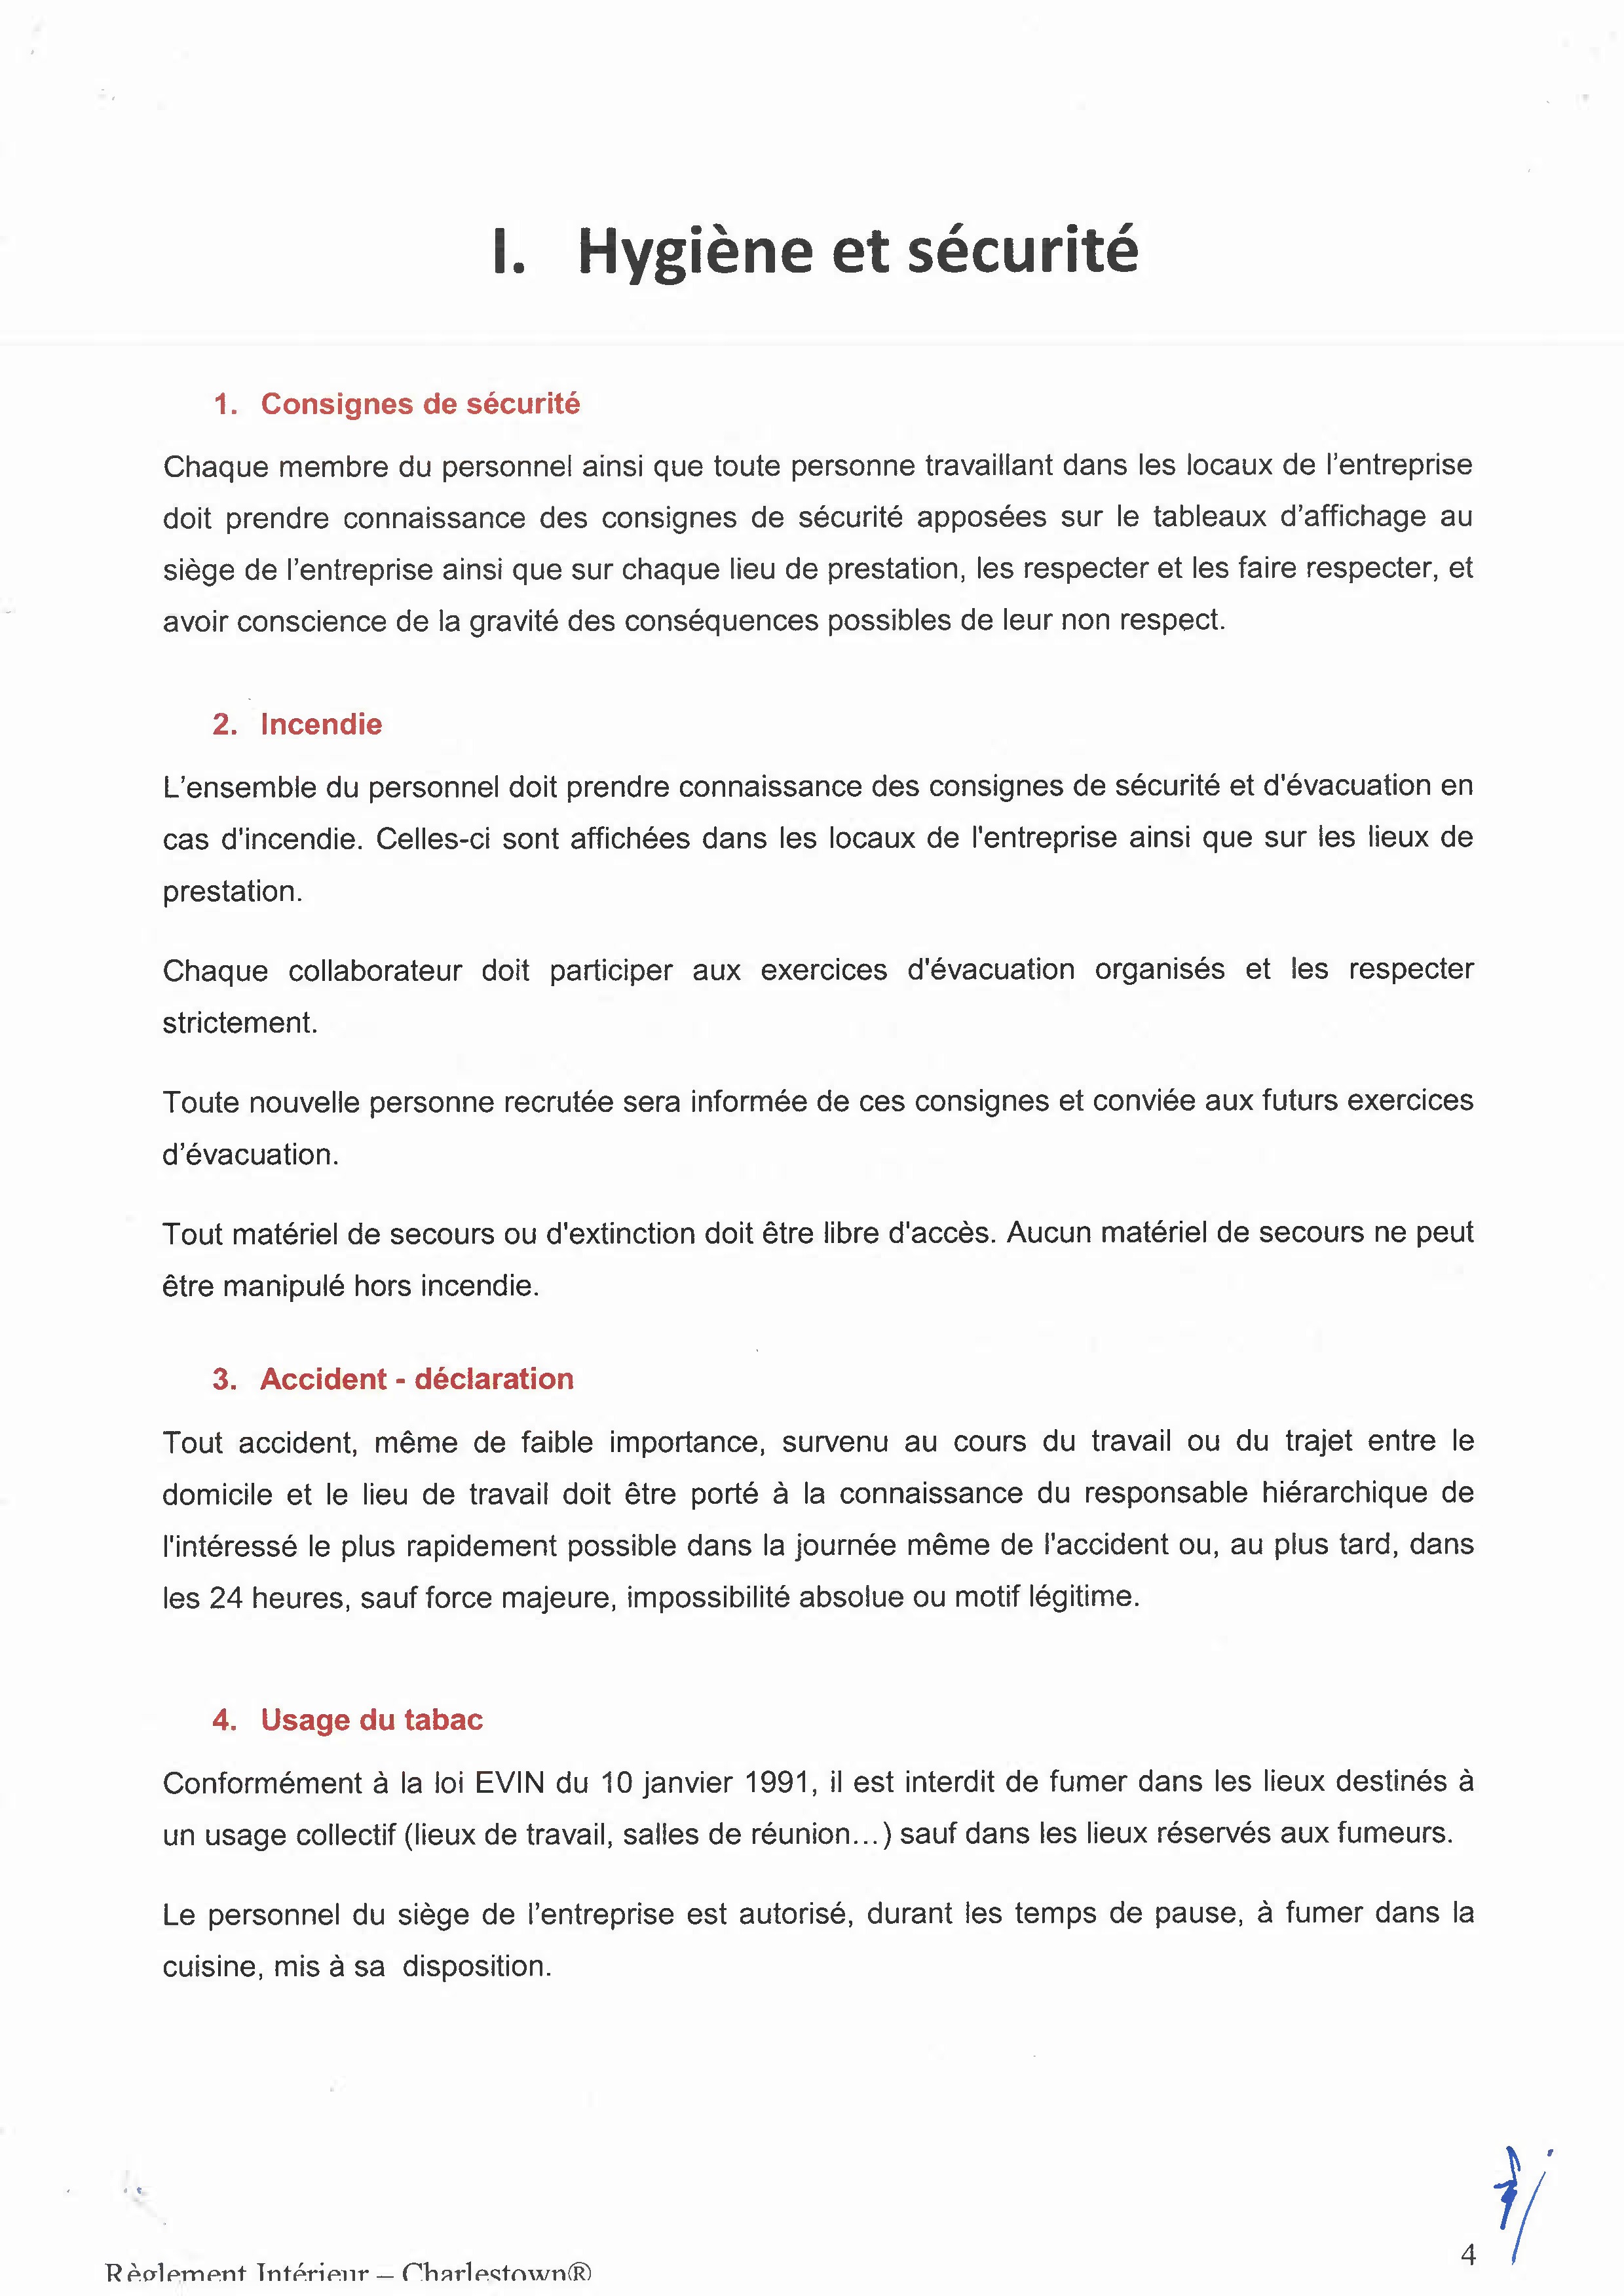 I. Hygiène et sécurité
1. Consignes de sécurité
Chaque membre du personnel ainsi que toute personne travaillant dans les locaux de l’entreprise
doit prendre connaissance des consignes de sécurité apposées sur le tableaux d’affichage au
siège de l’entreprise ainsi que sur chaque lieu de prestation, les respecter et les faire respecter, et
avoir conscience de la gravité des conséquences possibles de leur non respect.
2. Incendie
L’ensemble du personnel doit prendre connaissance des consignes de sécurité et d'évacuation en
cas d'incendie. Celles-ci sont affichées dans les locaux de l'entreprise ainsi que sur les lieux de
prestation.
Chaque collaborateur doit participer aux exercices d'évacuation organisés et les respecter
strictement.
Toute nouvelle personne recrutée sera informée de ces consignes et conviée aux futurs exercices
d’évacuation.
Tout matériel de secours ou d'extinction doit être libre d'accès. Aucun matériel de secours ne peut
être manipulé hors incendie.
3. Accident - déclaration
Tout accident, même de faible importance, survenu au cours du travail ou du trajet entre le
domicile et le lieu de travail doit être porté à la connaissance du responsable hiérarchique de
l'intéressé le plus rapidement possible dans la journée même de l’accident ou, au plus tard, dans
les 24 heures, sauf force majeure, impossibilité absolue ou motif légitime.
4. Usage du tabac
Conformément à la loi EVIN du 10 janvier 1991, il est interdit de fumer dans les lieux destinés à
un usage collectif (lieux de travail, salles de réunion...) sauf dans les lieux réservés aux fumeurs.
Le personnel du siège de l’entreprise est autorisé, durant les temps de pause, à fumer dans la
cuisine, mis à sa disposition.
4
Règlement Intérieur – Charlestown®